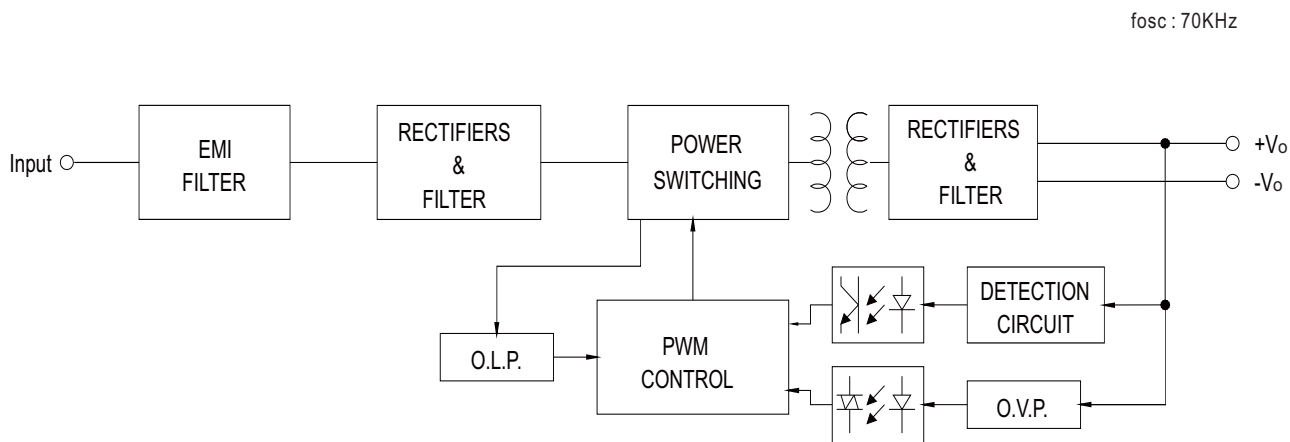 fosc : 70KHz
Input
EMI
FILTER
RECTIFIERS
&
FILTER
POWER
SWITCHING
RECTIFIERS
&
FILTER
+Vo
-Vo
O.L.P.
PWM
CONTROL
DETECTION
CIRCUIT
O.V.P.